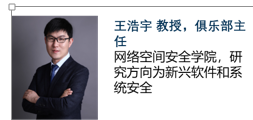 王浩宇 教授，俱乐部主
任
网络空间安全学院，研
究方向为新兴软件和系
统安全